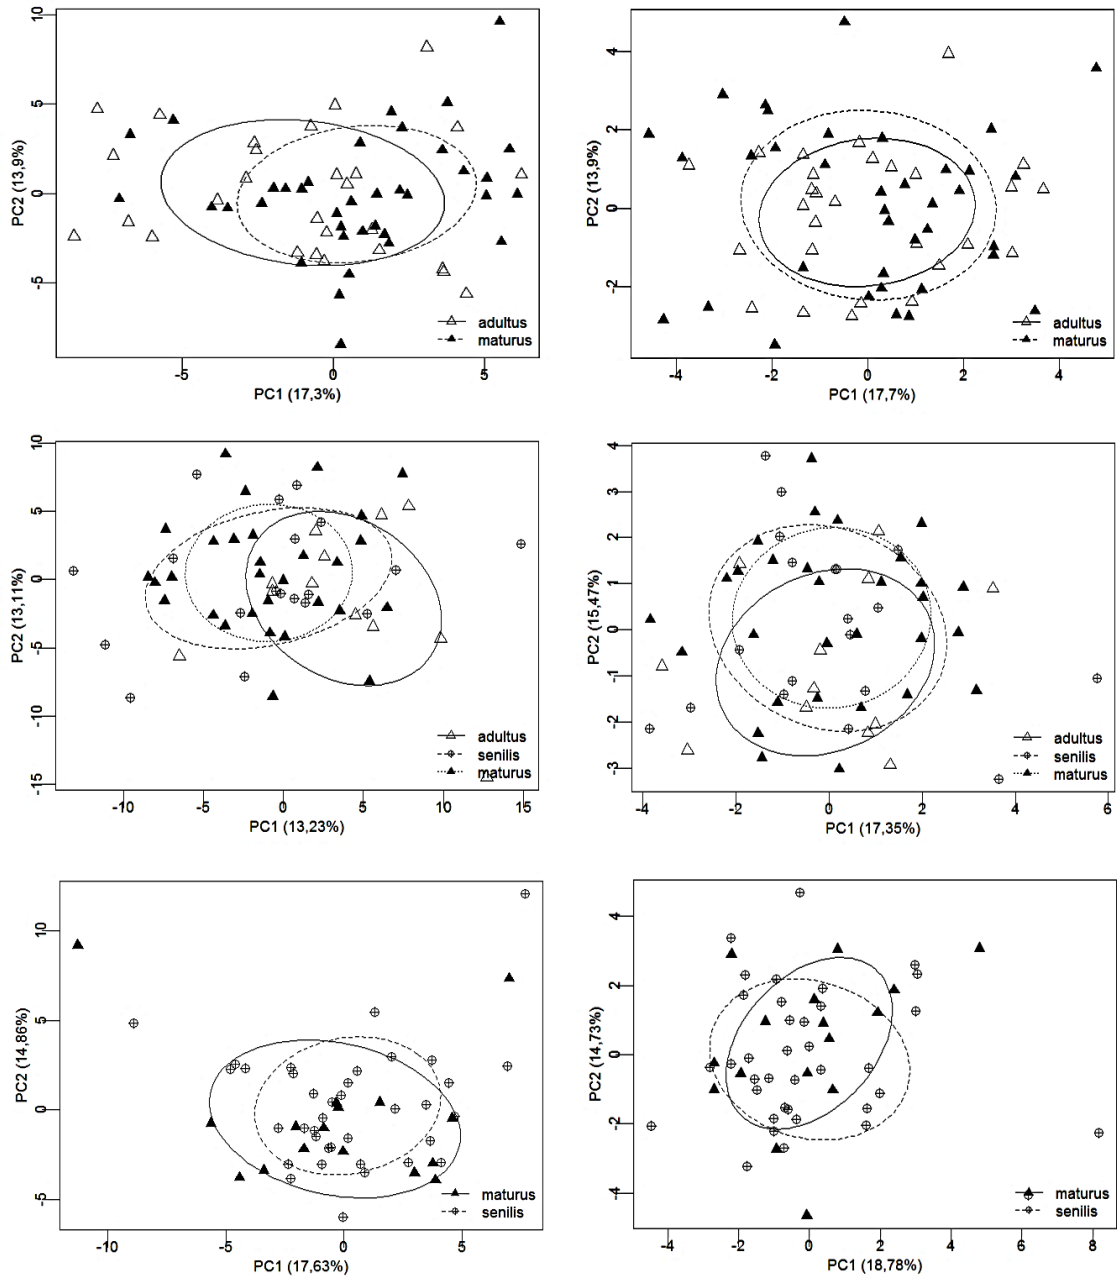 10
5
0
-5
PC2 (13,9%)
adultus
maturus
-5 0 5
PC1 (17,3%)
4
2
0
-2
PC2 (13,9%)
adultus
maturus
-4 -2 0 2 4
PC1 (17,7%)
10
5
0
-5
-10
-15
PC2 (13,11%)
adultus
senilis
maturus
-10 -5 0 5 10 15
PC1 (13,23%)
4
3
2
1
0
-1
-2
-3
PC2 (15,47%)
adultus
senilis
maturus
-4 -2 0 2 4 6
PC1 (17,35%)
10
5
0
-5
PC2 (14,86%)
maturus
senilis
-10 -5 0 5
PC1 (17,63%)
4
2
0
-2
-4
PC2 (14,73%)
maturus
senilis
-4 -2 0 2 4 6 8
PC1 (18,78%)